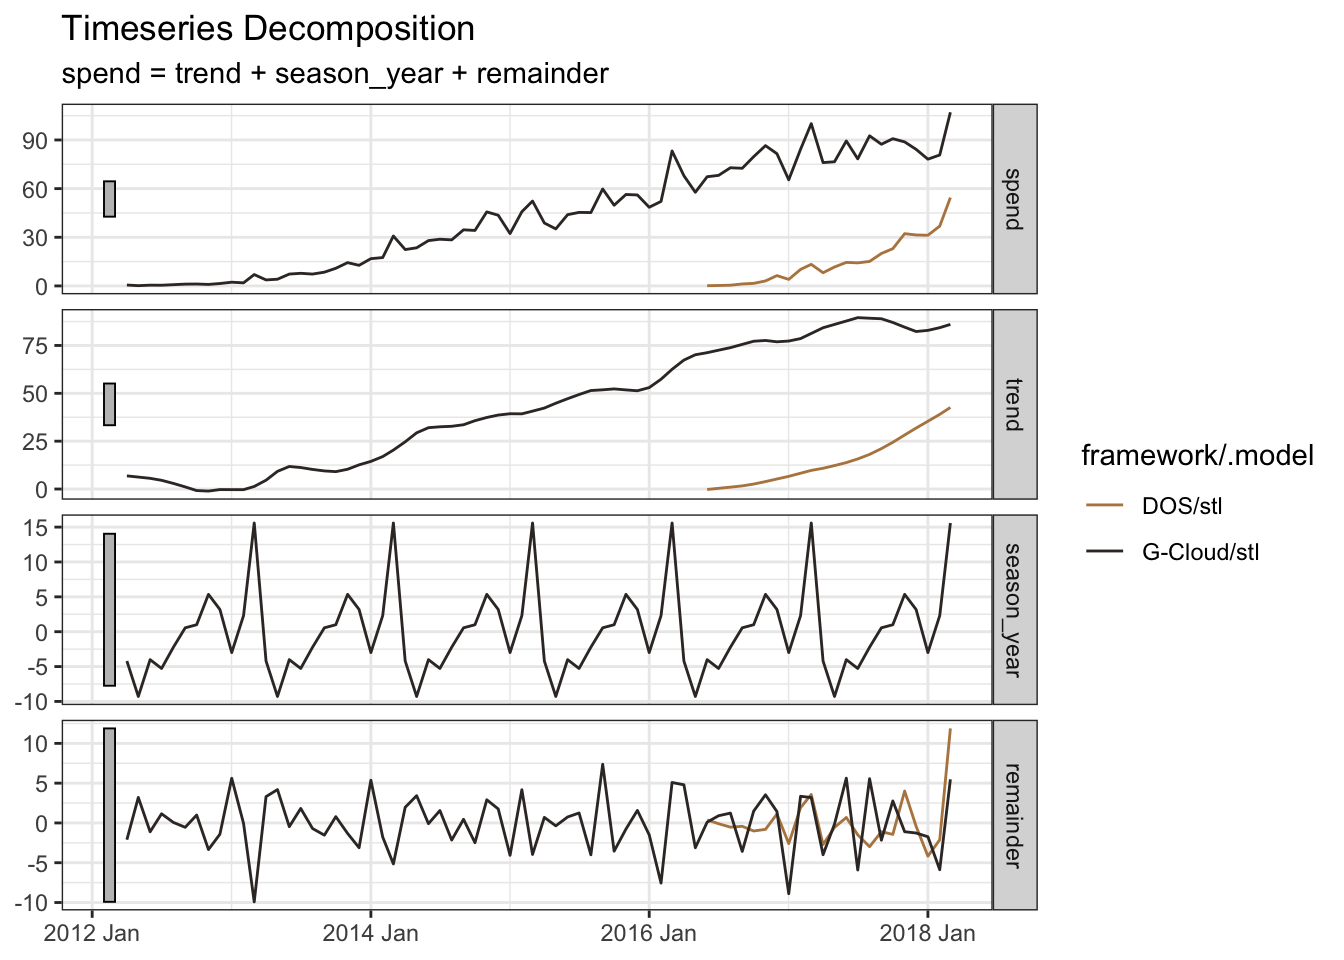 Timeseries Decomposition
spend = trend + season_year + remainder
90
60
30
0
spend
75
50
25
0
trend
15
10
5
0
-5
-10
season_year
10
5
0
-5
-10
remainder
2012 Jan
2014 Jan
2016 Jan
2018 Jan
framework/.model
DOS/stl
G-Cloud/stl